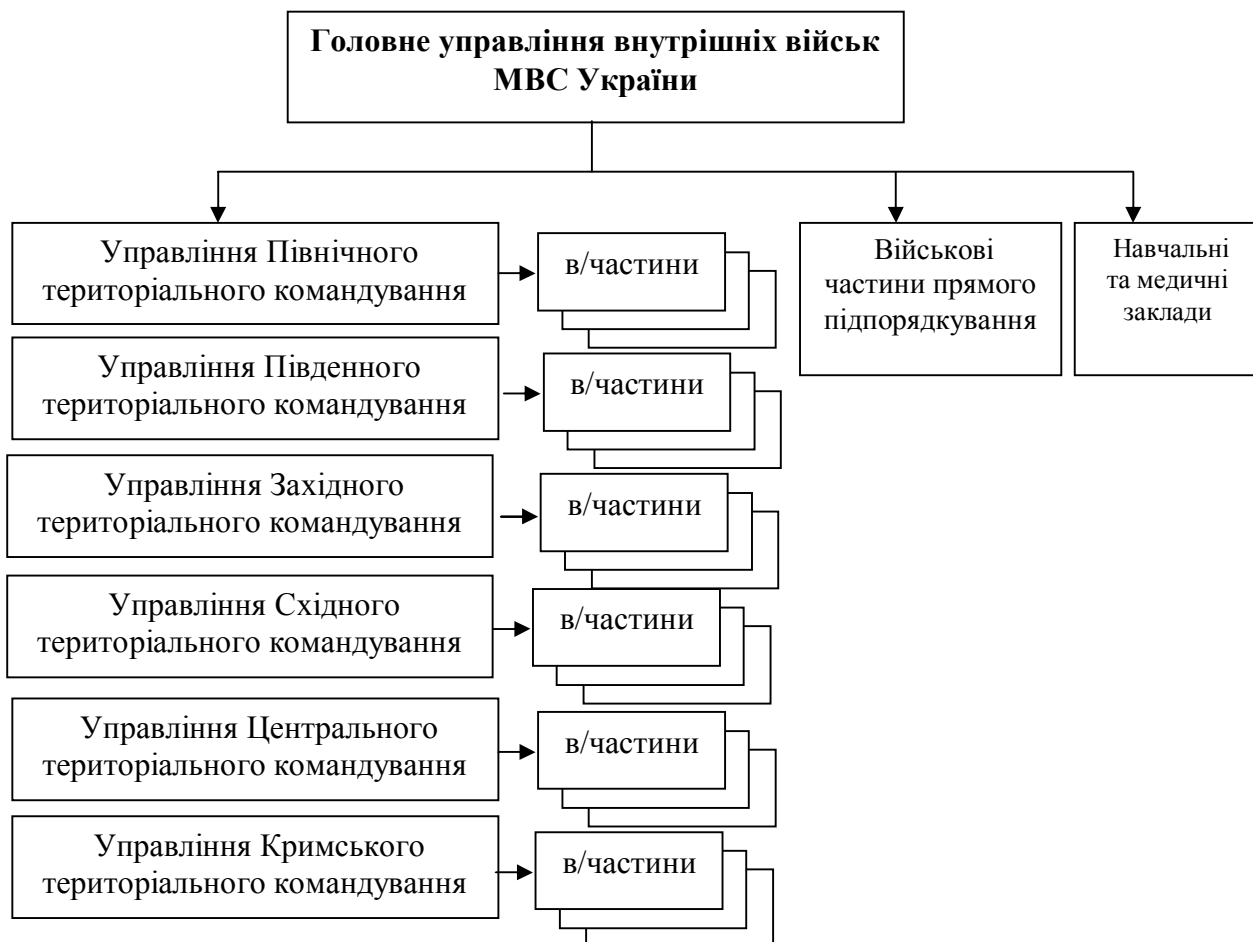 Головне управління внутрішніх військ
МВС України
Управління Північного
територіального командування
в/частини
Військові
частини прямого
підпорядкування
Навчальні
та медичні
заклади
Управління Південного
територіального командування
в/частини
Управління Західного
територіального командування
в/частини
Управління Східного
територіального командування
в/частини
Управління Центрального
територіального командування
в/частини
Управління Кримського
територіального командування
в/частини